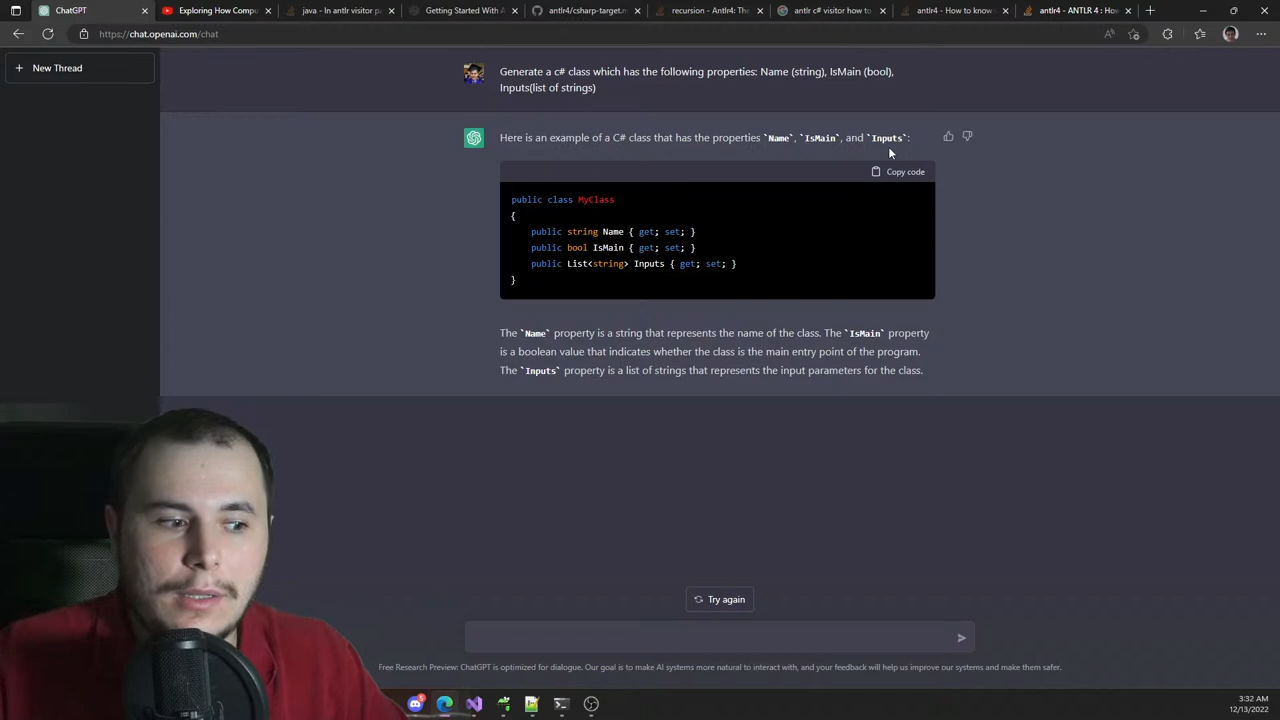 ChatGPT
Exploring How Compu
java - In antlr visitor pa
Getting Started With A
antlr4/csharp-target.m
recursion - Antlr4: How
antlr c# visitor how to
antlr4 - How to know
antlr4 - ANTLR 4 : Ho
https://chat.openai.com/chat
New Thread
Generate a c# class which has the following properties: Name (string), IsMain (bool),
Inputs(list of strings)
Here is an example of a C# class that has the properties `Name`, `IsMain`, and `Inputs`:
Copy code
public class MyClass
{
public string Name { get; set; }
public bool IsMain { get; set; }
public List<string> Inputs { get; set; }
}
The `Name` property is a string that represents the name of the class. The `IsMain` property
is a boolean value that indicates whether the class is the main entry point of the program.
The `Inputs` property is a list of strings that represents the input parameters for the class.
Try again
Free Research Preview: ChatGPT is optimized for dialogue. Our goal is to make AI systems more natural to interact with, and your feedback will help us improve our systems and make them safer.
3:32 AM
12/13/2022